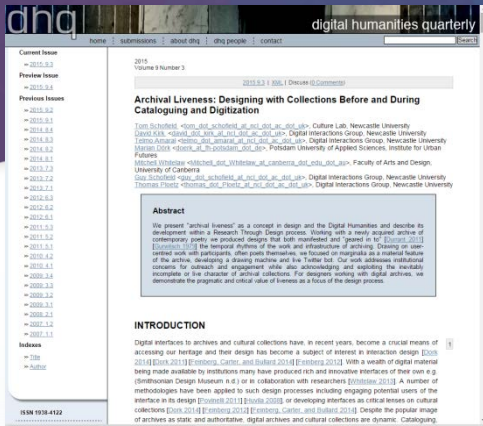 dhq
digital humanities quarterly
home
submissions
about dhq
dhq people
contact
Search
Current Issue
2015: 9.3
Preview Issue
2015: 9.4
Previous Issues
2015: 9.2
2015: 9.1
2014: 8.4
2014: 8.3
2014: 8.2
2014: 8.1
2013: 7.3
2013: 7.2
2013: 7.1
2012: 6.3
2012: 6.2
2012: 6.1
2011: 5.3
2011: 5.2
2011: 5.1
2010: 4.2
2010: 4.1
2009: 3.4
2009: 3.3
2009: 3.2
2009: 3.1
2008: 2.1
2007: 1.2
2007: 1.1
Indexes
Title
Author
ISSN 1938-4122
2015
Volume 9 Number 3
2015 9.3 | XML | Discuss (0 Comments)
Archival Liveness: Designing with Collections Before and During
Cataloguing and Digitization
Tom Schofield <tom_dot_schofield_at_ncl_dot_ac_dot_uk>, Culture Lab, Newcastle University
David Kirk <david_dot_kirk_at_ncl_dot_ac_dot_uk>, Digital Interactions Group, Newcastle University
Telmo Amaral <telmo_dot_amaral_at_ncl_dot_ac_dot_uk>, Digital Interactions Group, Newcastle University
Marian Dörk <doerk_at_fh-potsdam_dot_de>, Potsdam University of Applied Sciences, Institute for Urban
Futures
Mitchell Whitelaw <Mitchell_dot_Whitelaw_at_canberra_dot_edu_dot_au>, Faculty of Arts and Design,
University of Canberra
Guy Schofield <guy_dot_schofield_at_ncl_dot_ac_dot_uk>, Digital Interactions Group, Newcastle University
Thomas Ploetz <thomas_dot_Ploetz_at_ncl_dot_ac_dot_uk>, Digital Interactions Group, Newcastle University
Abstract
We present "archival liveness" as a concept in design and the Digital Humanities and describe its
development within a Research Through Design process. Working with a newly acquired archive of
contemporary poetry we produced designs that both manifested and "geared in to" [Durrant 2011]
[Gurwitsch 1979] the temporal rhythms of the work and infrastructure of archiving. Drawing on user-
centred work with participants, often poets themselves, we focused on marginalia as a material feature
of the archive, developing a drawing machine and live Twitter bot. Our work addresses institutional
concerns for outreach and engagement while also acknowledging and exploiting the inevitably
incomplete or live character of archival collections. For designers working with digital archives, we
demonstrate the pragmatic and critical value of liveness as a focus of the design process.
INTRODUCTION
Digital interfaces to archives and cultural collections have, in recent years, become a crucial means of
accessing our heritage and their design has become a subject of interest in interaction design [Dork
2014] [Dork 2011] [Feinberg, Carter, and Bullard 2014] [Feinberg 2012]. With a wealth of digital material
being made available by institutions many have produced rich and innovative interfaces of their own e.g.
(Smithsonian Design Museum n.d.) or in collaboration with researchers [Whitelaw 2013]. A number of
methodologies have been applied to such design processes including engaging potential users of the
interface in its design [Povinelli 2011] [Huvila 2008], or developing interfaces as critical lenses on cultural
collections [Dork 2014] [Feinberg 2012] [Feinberg, Carter, and Bullard 2014]. Despite the popular image
of archives as static and authoritative, digital archives and cultural collections are dynamic. Cataloguing,
1